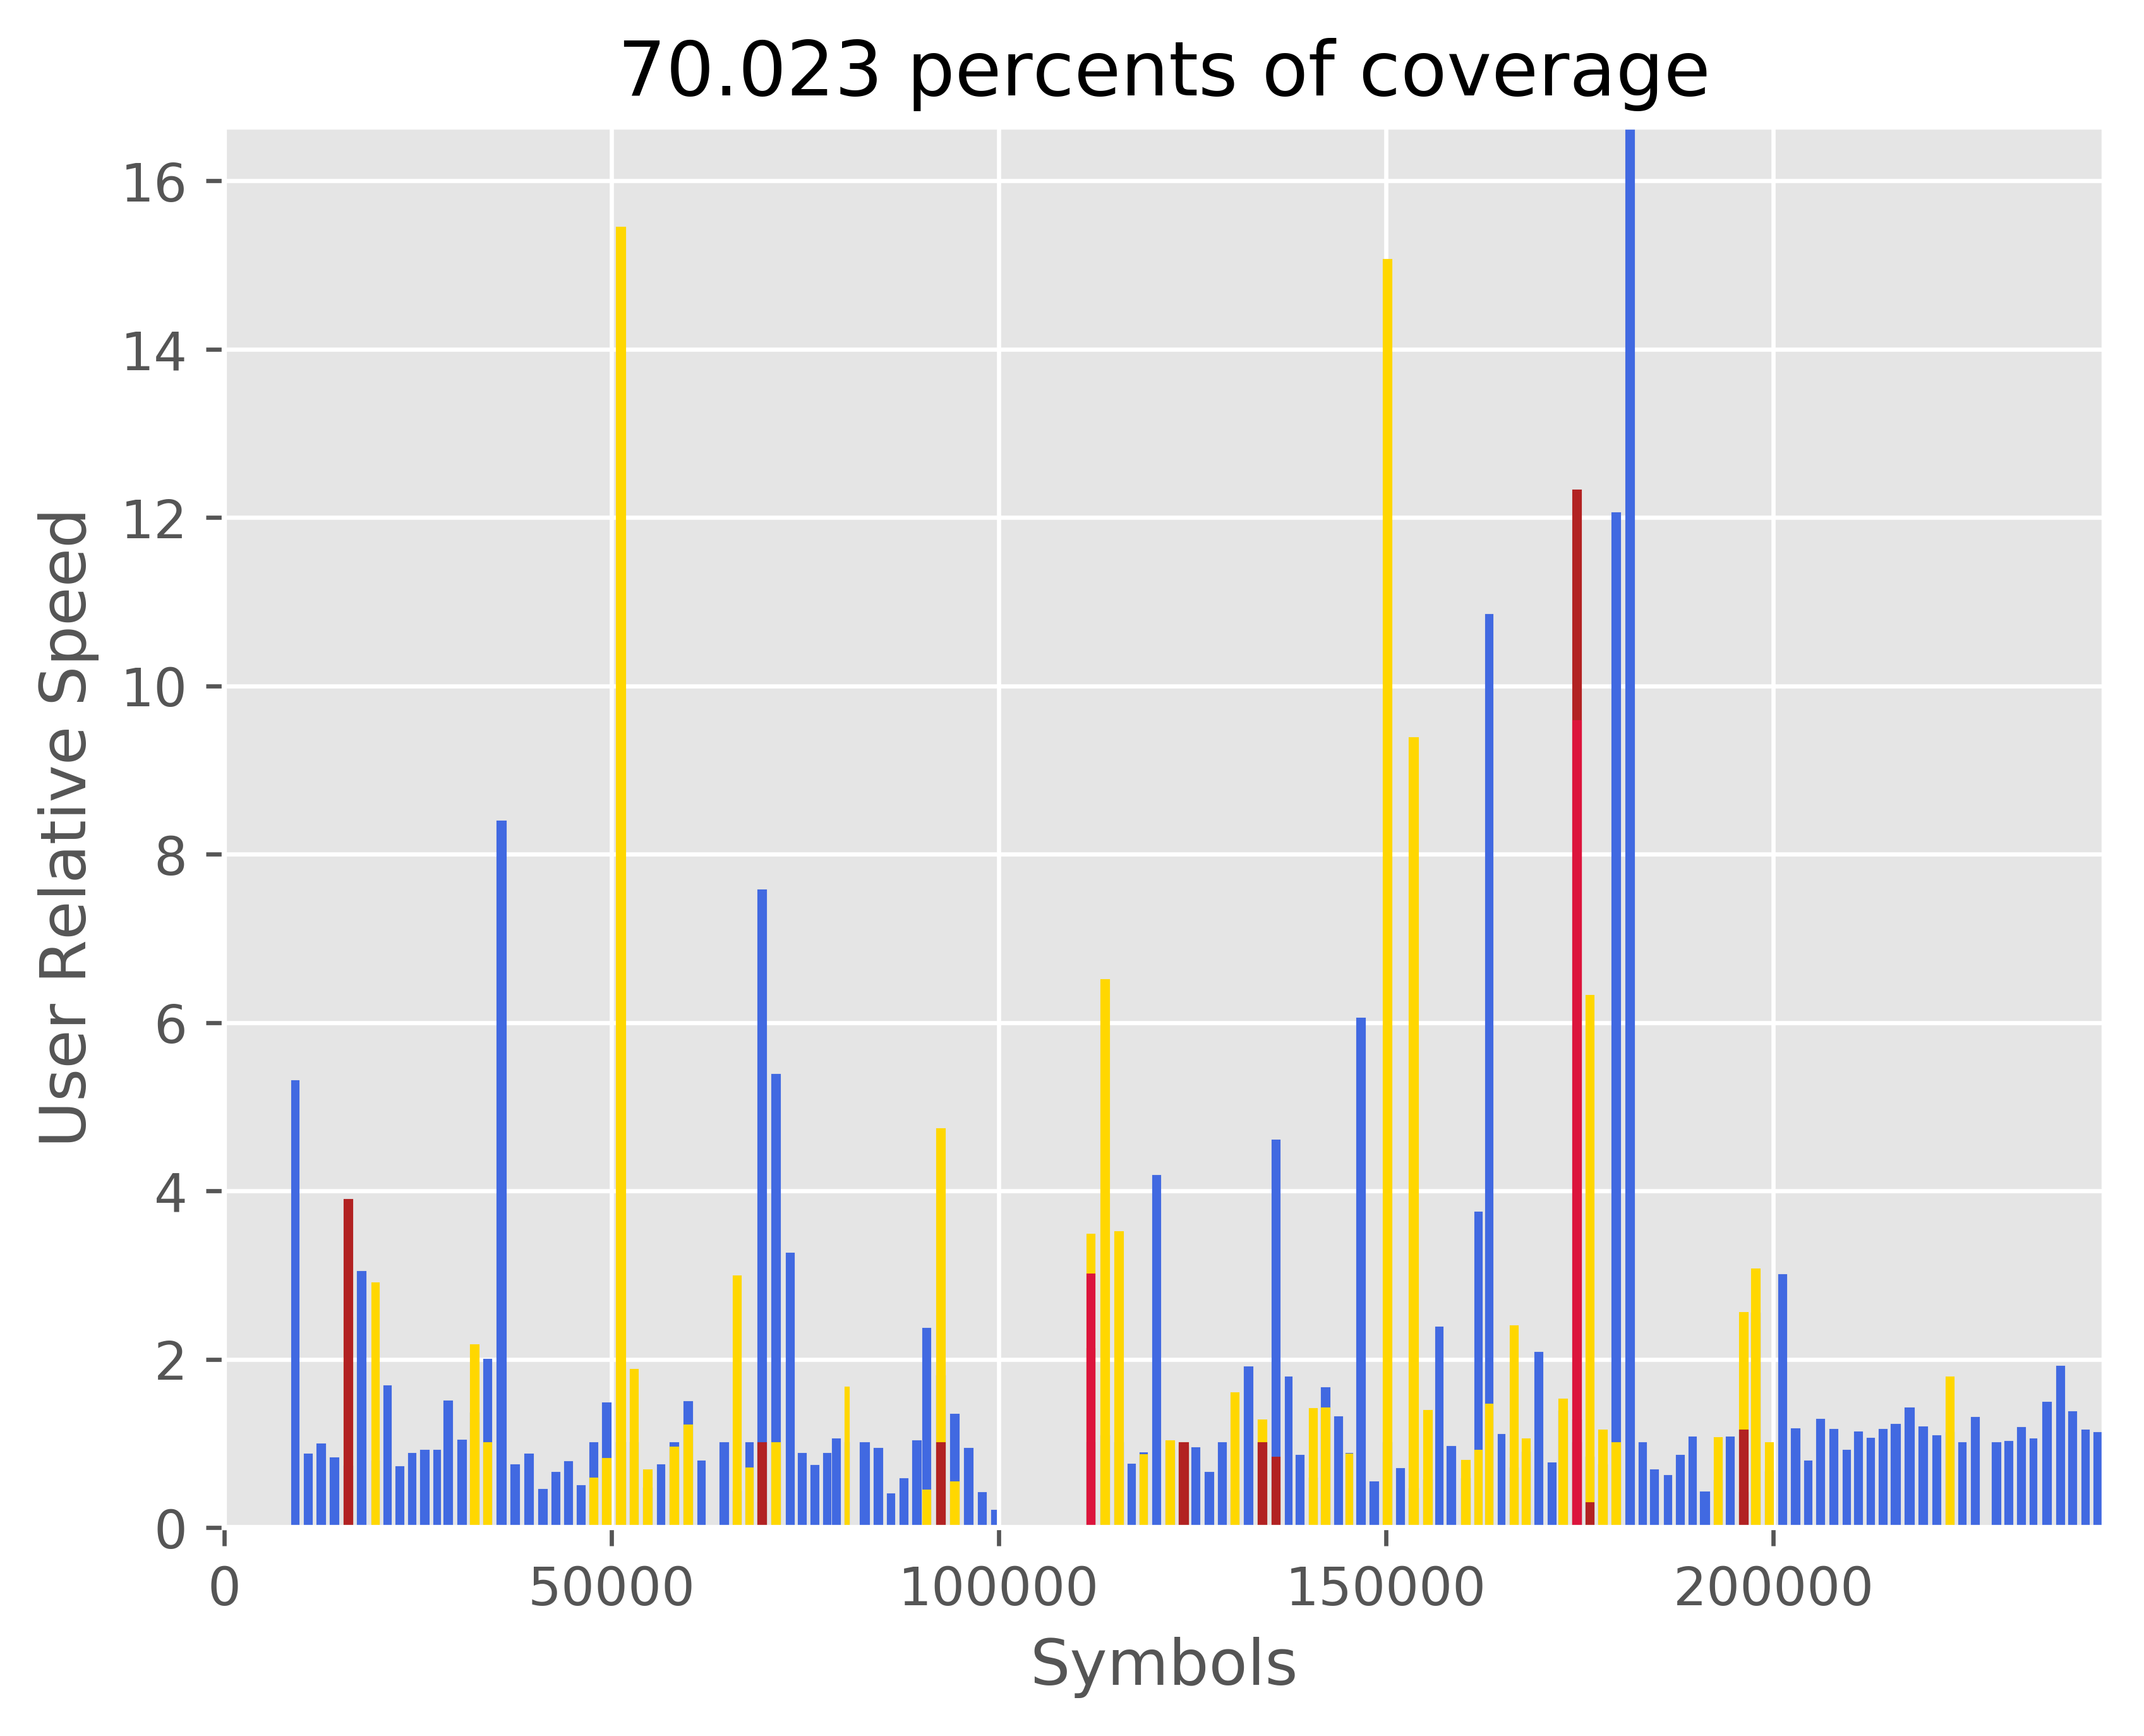 70.023 percents of coverage
16
14
12
10
8
6
4
2
0
User Relative Speed
0 50000 100000 150000 200000
Symbols